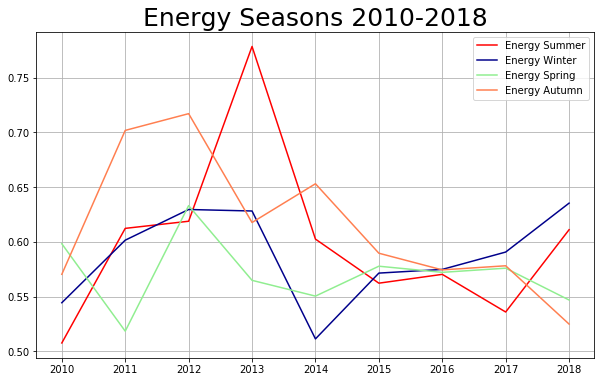 Energy Seasons 2010-2018
Energy Summer
Energy Winter
Energy Spring
Energy Autumn
0.75
0.70
0.65
0.60
0.55
0.50
2010 2011 2012 2013 2014 2015 2016 2017 2018